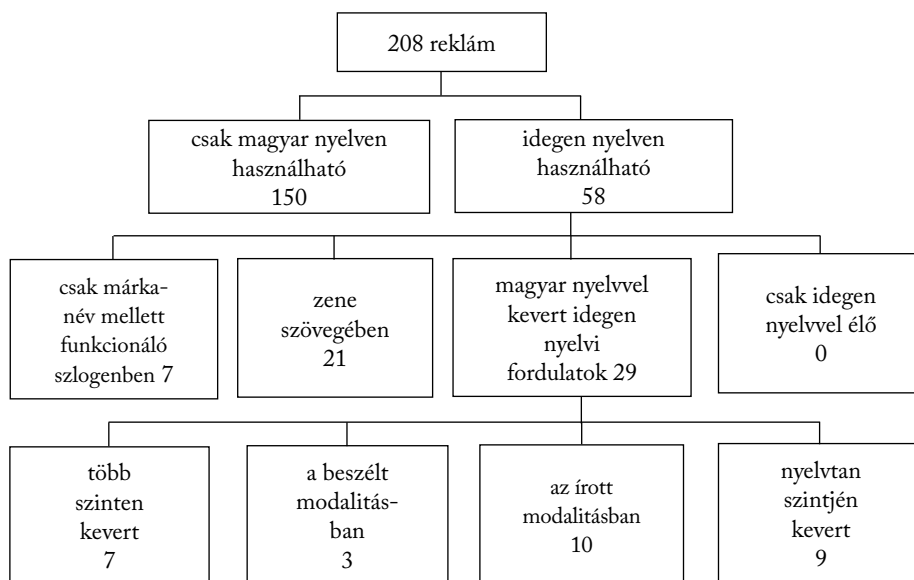 208 reklám
csak magyar nyelven
használható
150
idegen nyelven
használható
58
csak márka-
név mellett
funkcionáló
szlogenben 7
zene
szövegében
21
magyar nyelvvel
kevert idegen
nyelvi
fordulatok 29
csak idegen
nyelvvel élő
0
több
szinten
kevert
7
a beszélt
modalitás-
ban
3
az írott
modalitásban
10
nyelvtan
szintjén
kevert
9